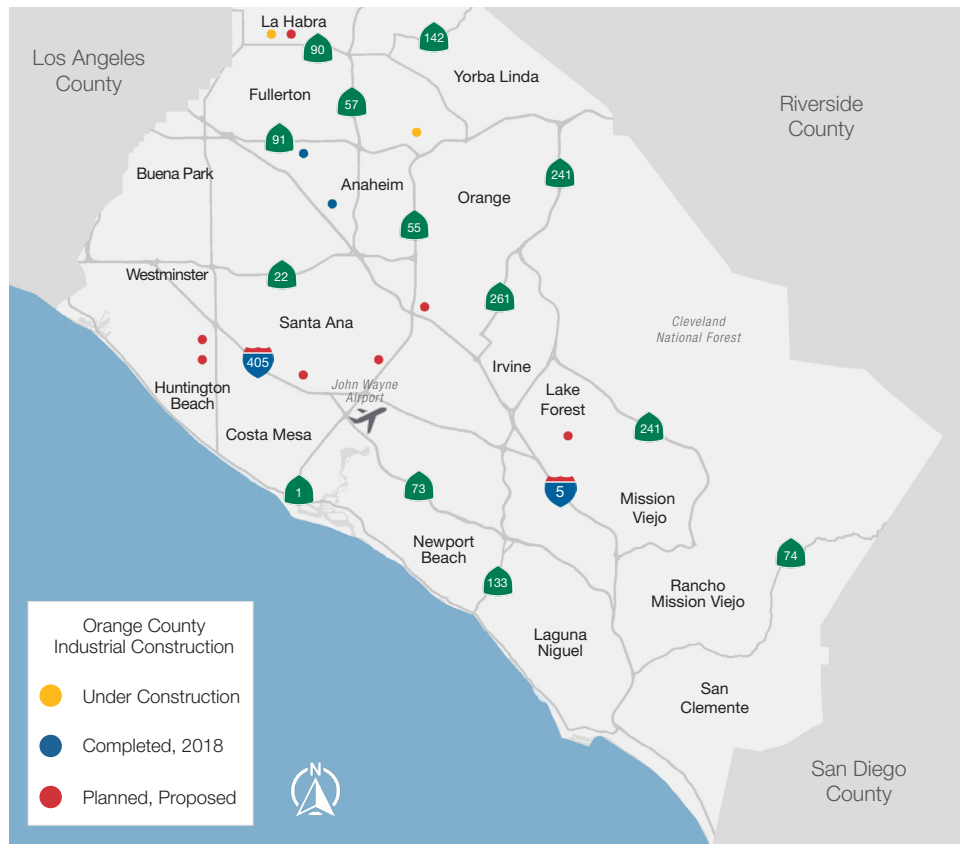 La Habra
142
90
Los Angeles
County
Yorba Linda
Fullerton
57
Riverside
County
91
Buena Park
Anaheim
241
Orange
55
Westminster
22
261
Santa Ana
Cleveland
National Forest
405
Irvine
Huntington
Beach
John Wayne
Airport
Lake
Forest
Costa Mesa
241
1
73
5
Mission
Viejo
Newport
Beach
74
133
Rancho
Mission Viejo
Laguna
Niguel
San
Clemente
Orange County
Industrial Construction
Under Construction
Completed, 2018
Planned, Proposed
N
San Diego
County